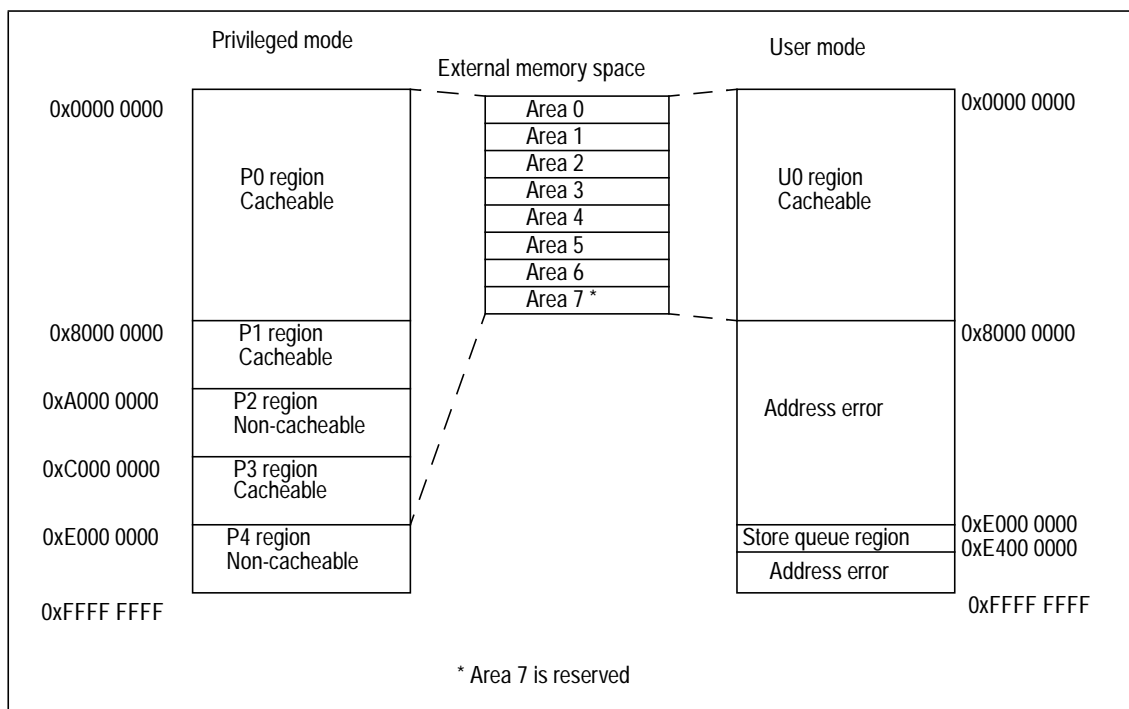 Privileged mode
User mode
External memory space
0x0000 0000
0x0000 0000
Area 0
Area 1
Area 2
Area 3
Area 4
Area 5
Area 6
Area 7 *
P0 region
Cacheable
U0 region
Cacheable
0x8000 0000
P1 region
Cacheable
0x8000 0000
0xA000 0000
P2 region
Non-cacheable
Address error
0xC000 0000
P3 region
Cacheable
0xE000 0000
P4 region
Non-cacheable
0xE000 0000
Store queue region
0xE400 0000
Address error
0xFFFF FFFF
0xFFFF FFFF
* Area 7 is reserved